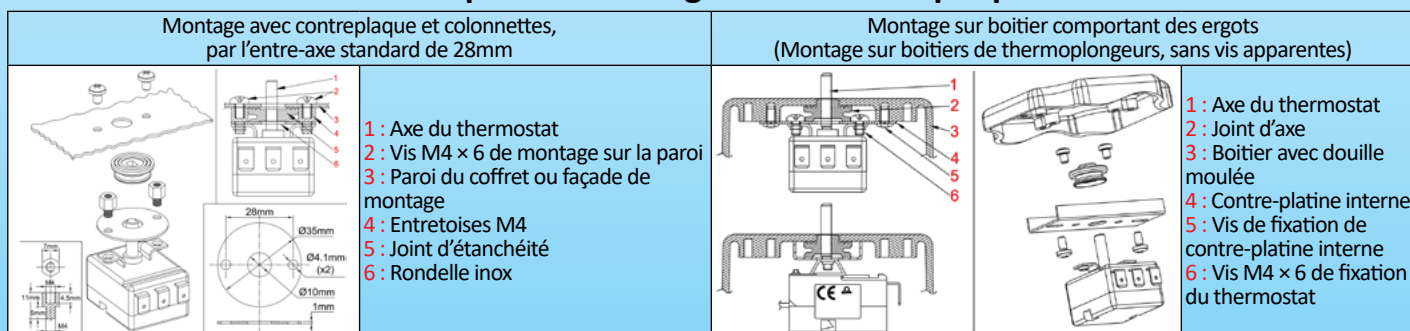 Montage avec contreplaque et colonnettes,
par l'entre-axe standard de 28mm
Montage sur boitier comportant des ergots
(Montage sur boitiers de thermoplongeurs, sans vis apparentes)
1
2
3
4
5
6
28mm
Ø35mm
Ø4.1mm
(x2)
Ø10mm
1mm
7mm
M4
11mm
4.5mm
5mm
M4
1 : Axe du thermostat
2 : Vis M4 × 6 de montage sur la paroi
3 : Paroi du coffret ou façade de
montage
4 : Entretoises M4
5 : Joint d'étanchéité
6 : Rondelle inox
1
2
3
4
5
6
CE
1 : Axe du thermostat
2 : Joint d'axe
3 : Boitier avec douille
moulée
4 : Contre-platine interne
5 : Vis de fixation de
contre-platine interne
6 : Vis M4 × 6 de fixation
du thermostat